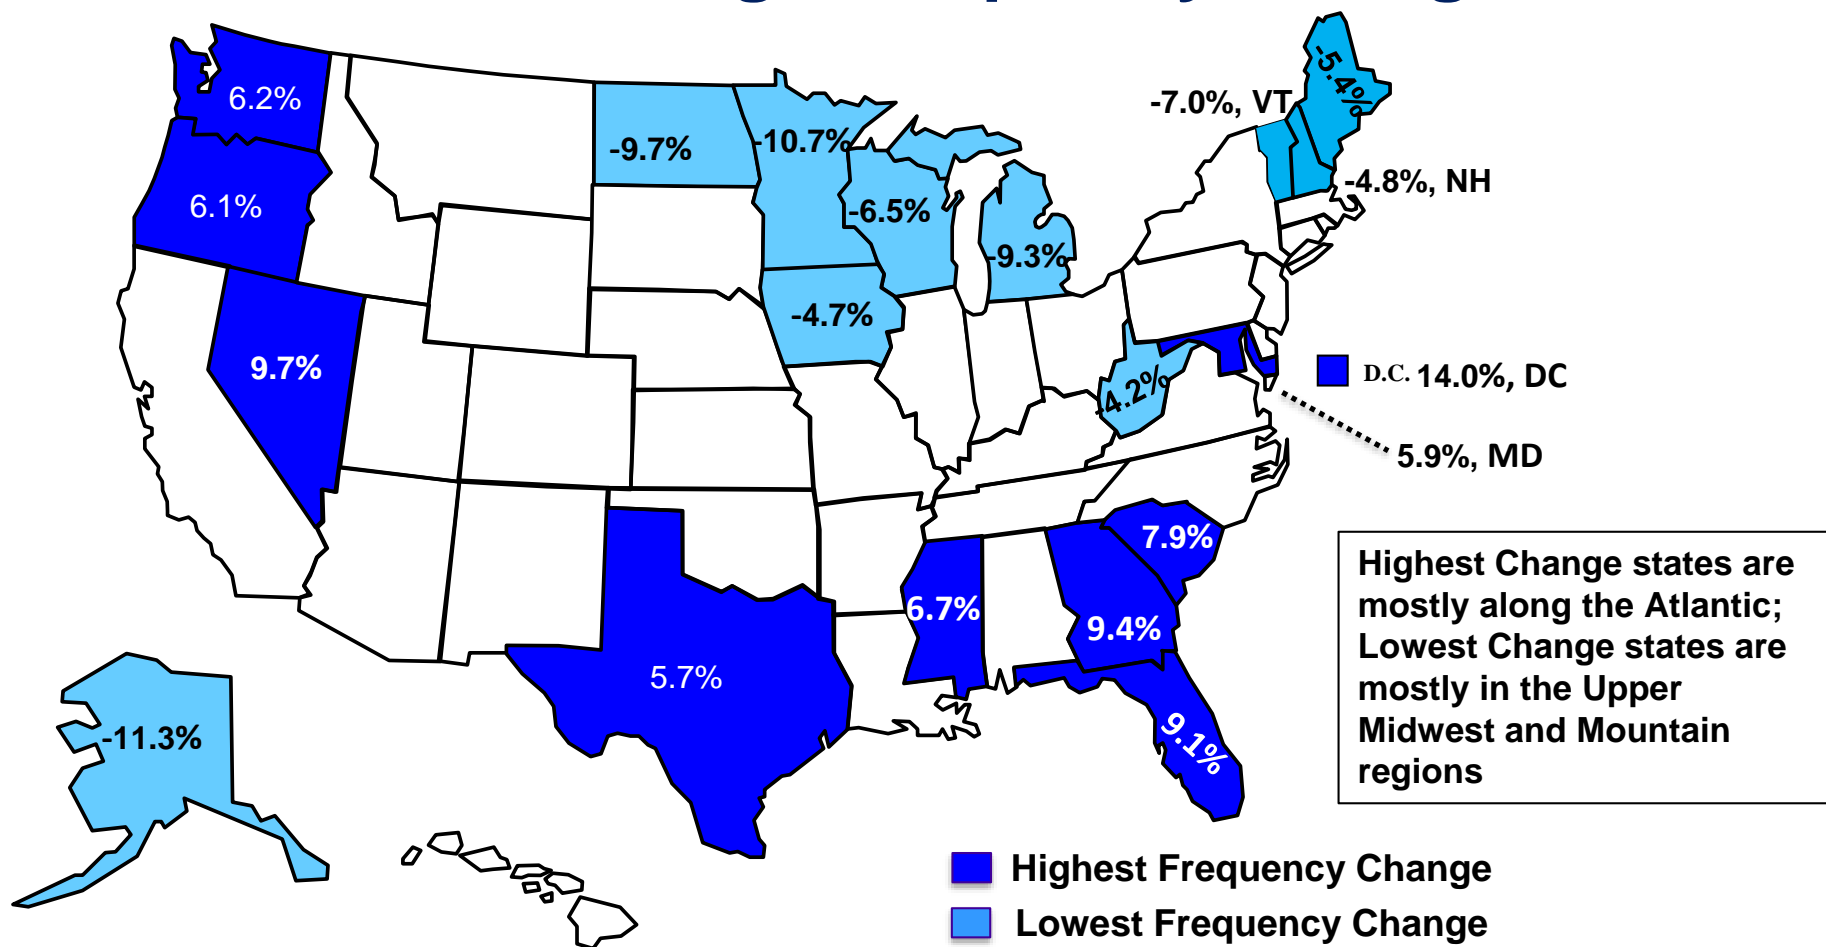 6.2%
6.1%
9.7%
-9.7%
-10.7%
-6.5%
-9.3%
-4.7%
-7.0%, VT
-5.4%
-4.8%, NH
-4.2%
D.C. 14.0%, DC
5.9%, MD
7.9%
6.7%
9.4%
5.7%
9.1%
-11.3%
Highest Change states are
mostly along the Atlantic;
Lowest Change states are
mostly in the Upper
Midwest and Mountain
regions
Highest Frequency Change
Lowest Frequency Change